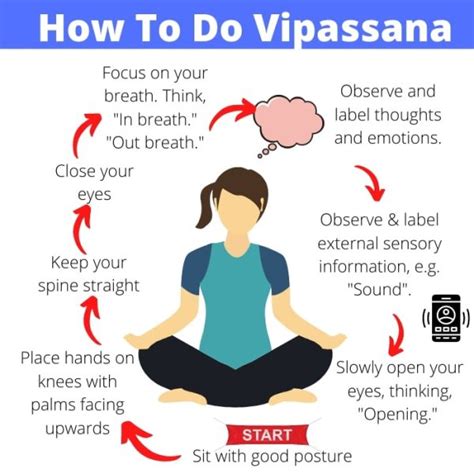 How To Do Vipassana
START
Sit with good posture
Place hands on
knees with
palms facing
upwards
Keep your
spine straight
Close your
eyes
Focus on your
breath. Think,
"In breath."
"Out breath."
Observe and
label thoughts
and emotions.
Observe & label
external sensory
information, e.g.
"Sound".
Slowly open your
eyes, thinking,
"Opening."